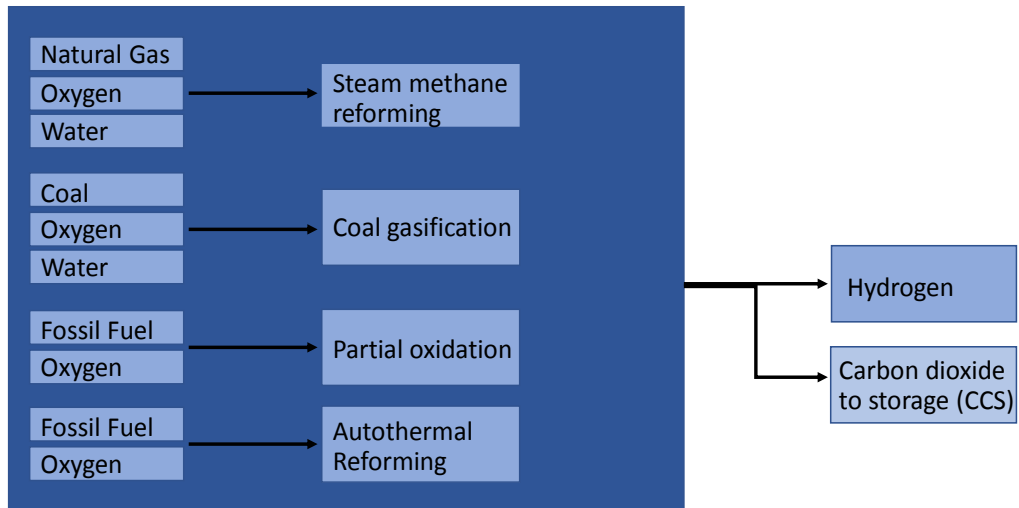 Natural Gas
Oxygen
Water
Steam methane
reforming
Coal
Oxygen
Water
Coal gasification
Fossil Fuel
Oxygen
Partial oxidation
Fossil Fuel
Oxygen
Autothermal
Reforming
Hydrogen
Carbon dioxide
to storage (CCS)